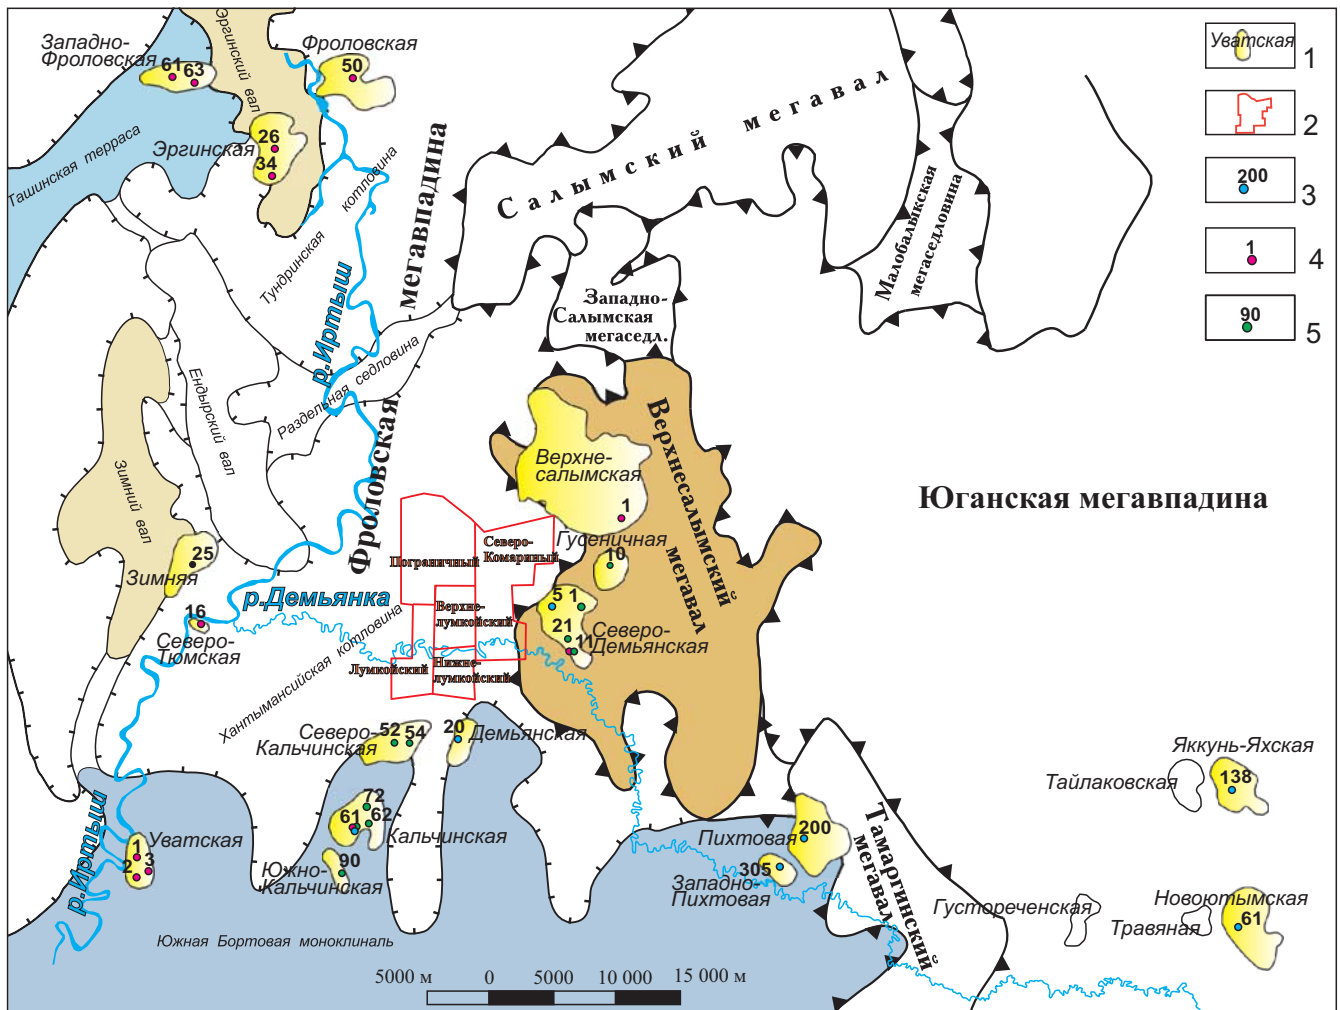 Западно-
Фроловская
61
63
Эргинский вал
Фроловская
50
Ташинская терраса
Эргинская
26
34
Тундринская
котловина
Фроловская
мегавпадина
Салымский мегавал
Малобалыкская
мегаседловина
Западно-
Салымская
мегаседл.
р.Иртыш
Раздельная седловина
Ендырский вал
Зимний вал
Зимняя
25
16
Северо-
Тюмская
р.Демьянка
Хантымансийская котловина
Пограничный
Северо-
Комариный
Верхне-
лумкойский
Лумкойский
Нижне-
лумкойский
Верхне-
салымская
1
Гусеничная
10
5
1
21
11
Северо-
Демьянская
Верхнесалымский
мегавал
Юганская мегавпадина
Северо-
Кальчинская
52
54
20
Демьянская
72
61
62
Кальчинская
90
Южно-
Кальчинская
Уватская
1
2
3
р.Иртыш
Южная Бортовая моноклиналь
Пихтовая
200
305
Западно-
Пихтовая
Тамаргинский
мегавал
Яккунь-Яхская
Тайлаковская
138
Густореченская
Травяная
Новоютымская
61
5000 м
0
5000
10 000
15 000 м
Уватская
1
2
200
3
1
4
90
5